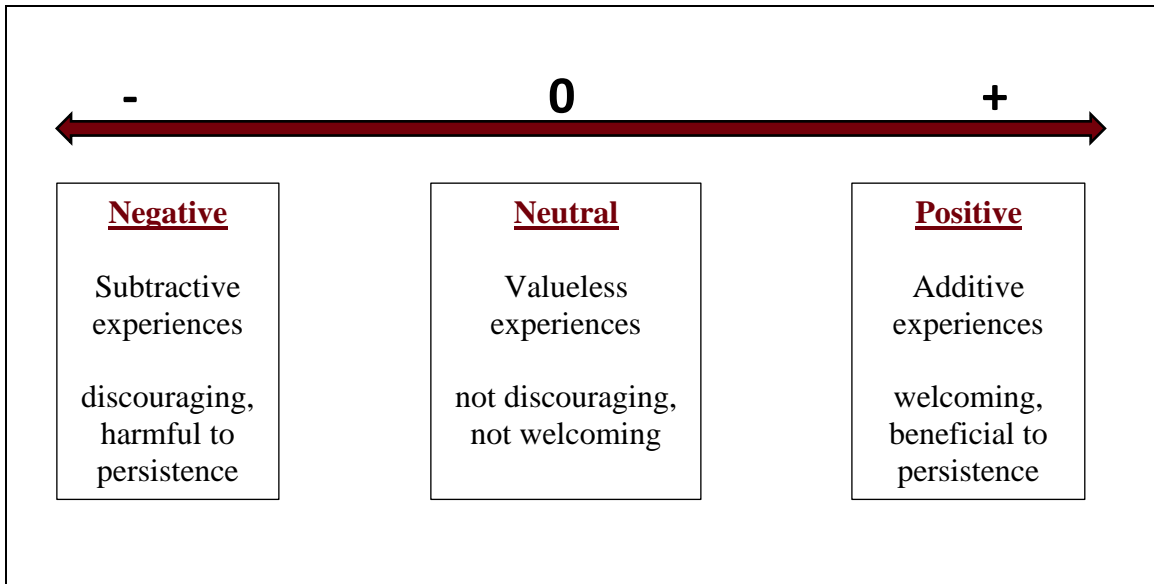 -
0
+
Negative
Subtractive
experiences
discouraging,
harmful to
persistence
Neutral
Valueless
experiences
not discouraging,
not welcoming
Positive
Additive
experiences
welcoming,
beneficial to
persistence